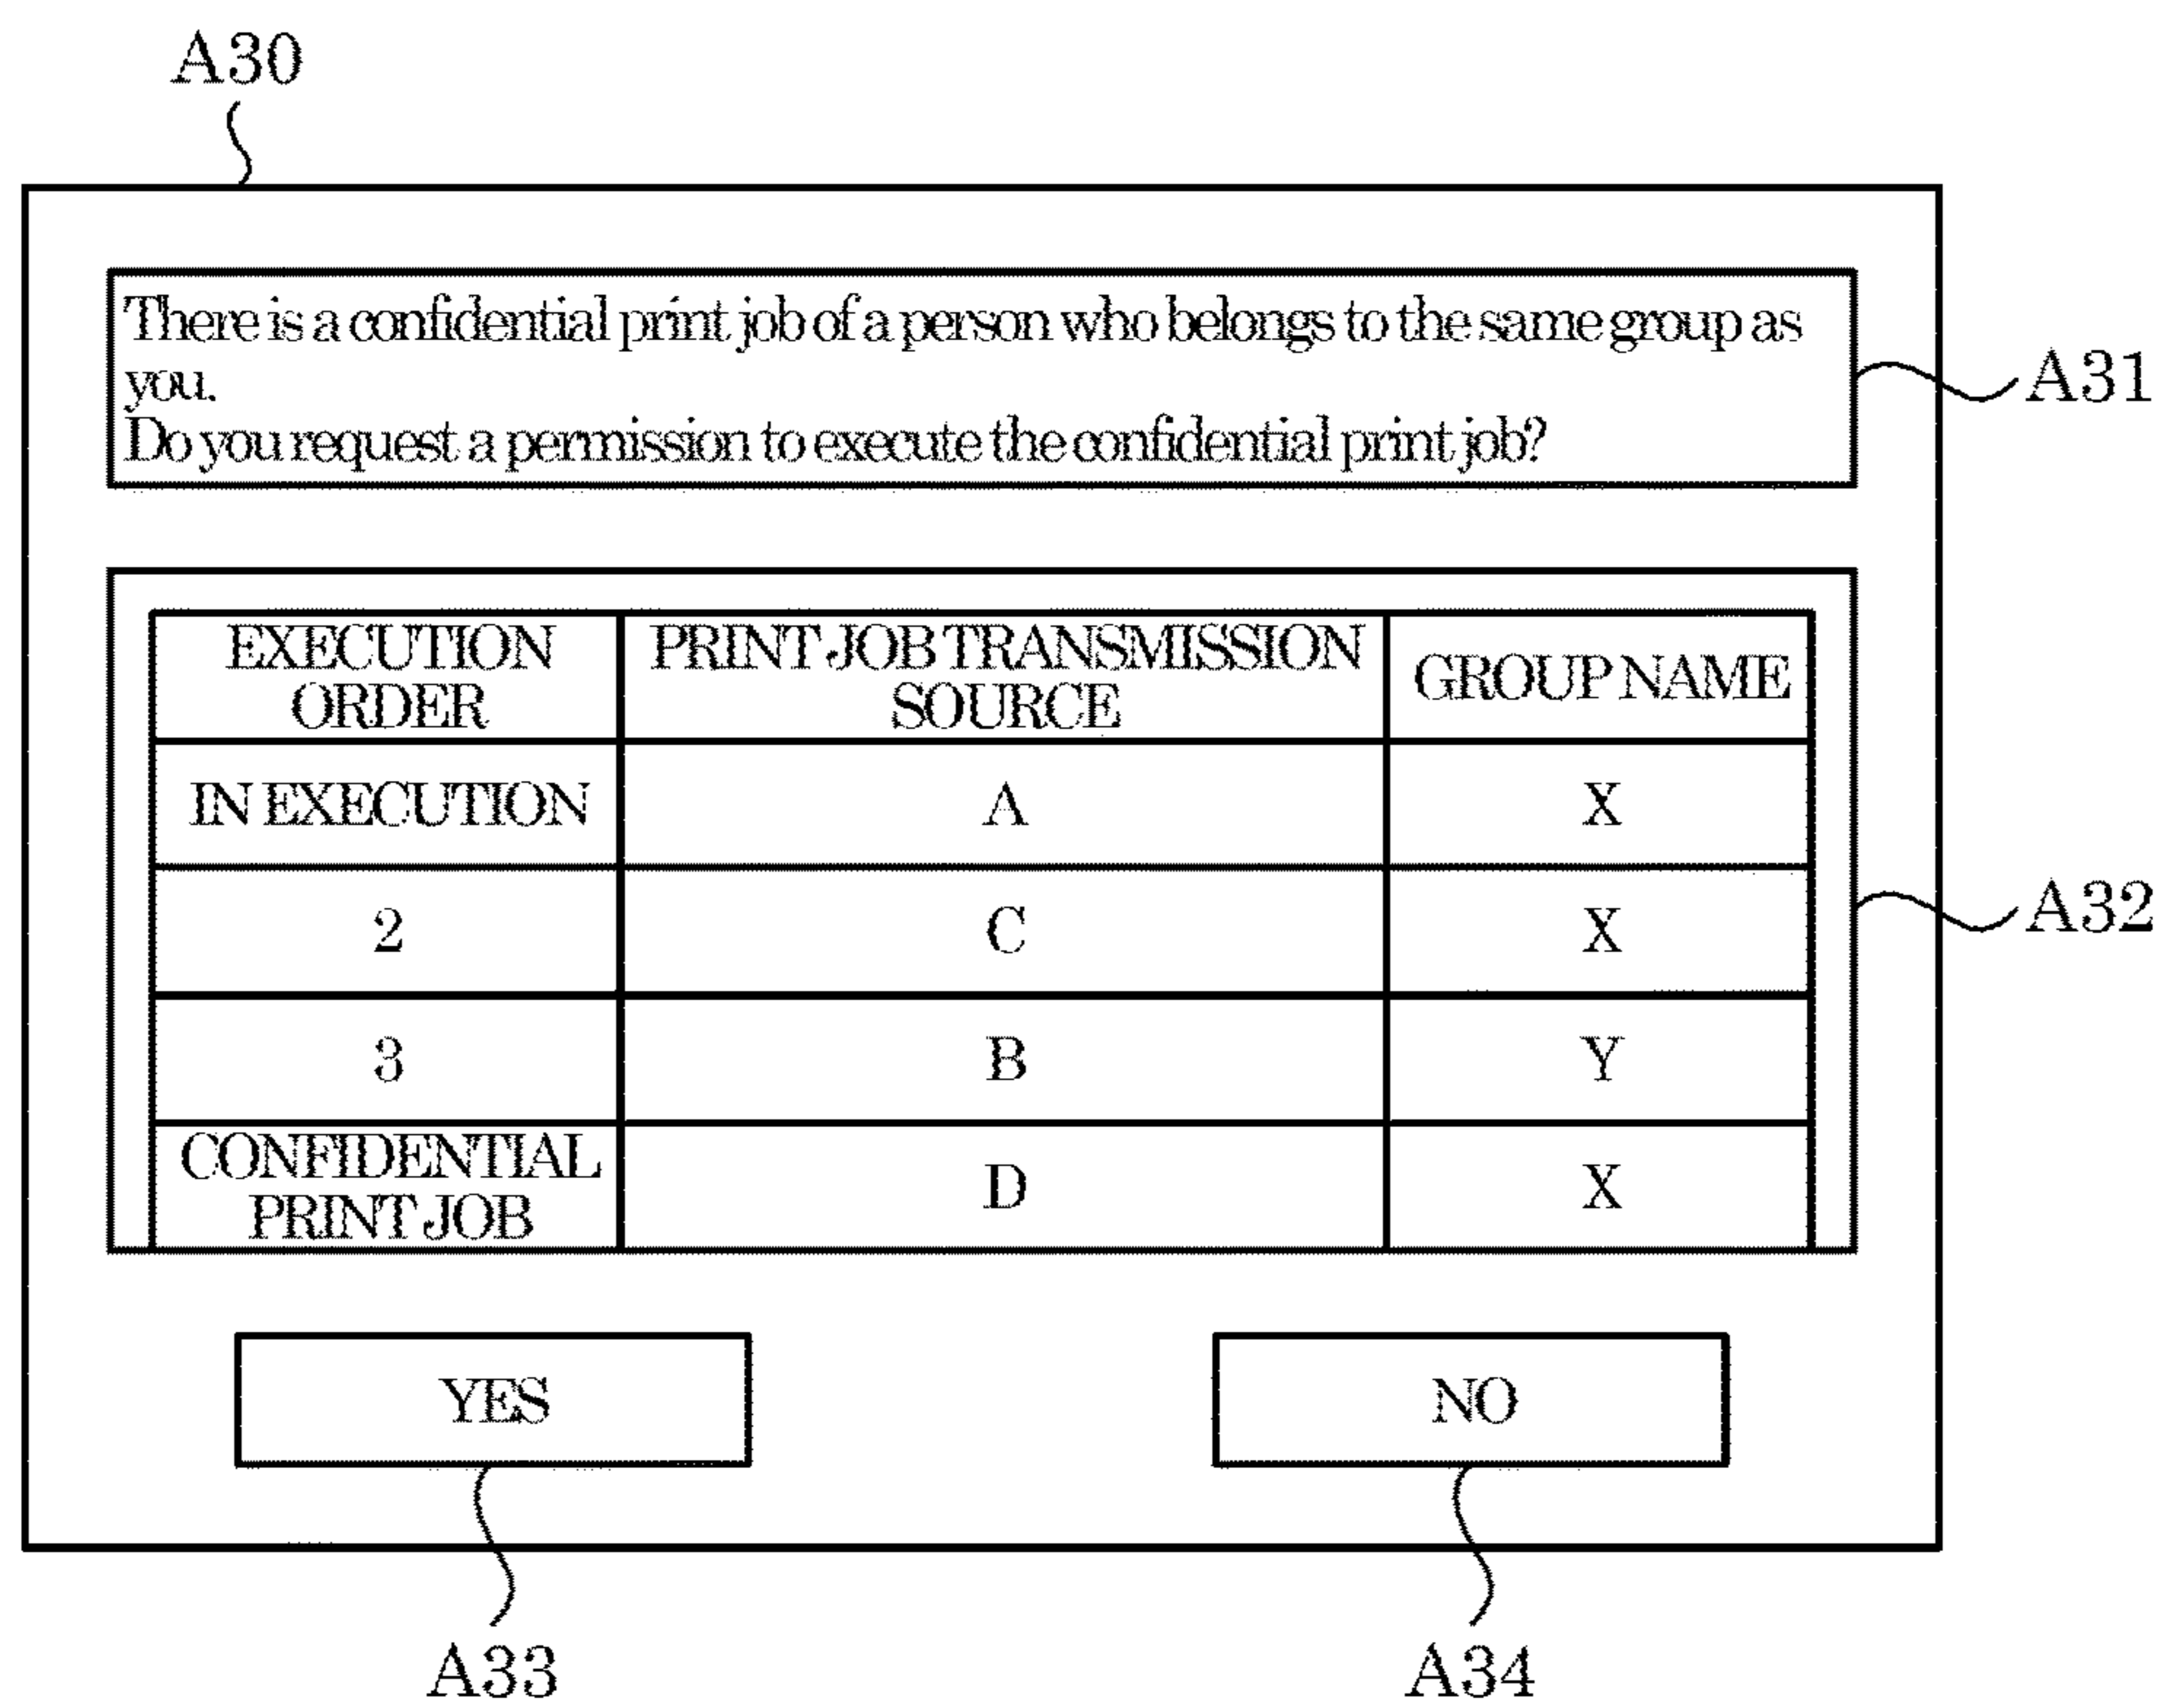 A30
There is a confidential print job of a person who belongs to the same group as
you.
Do you request a permission to execute the confidential print job?
A31
EXECUTION
ORDER
PRINT JOB TRANSMISSION
SOURCE
GROUP NAME
IN EXECUTION
A
X
2
C
X
A32
3
B
Y
CONFIDENTIAL
PRINT JOB
D
X
YES
NO
A33
A34